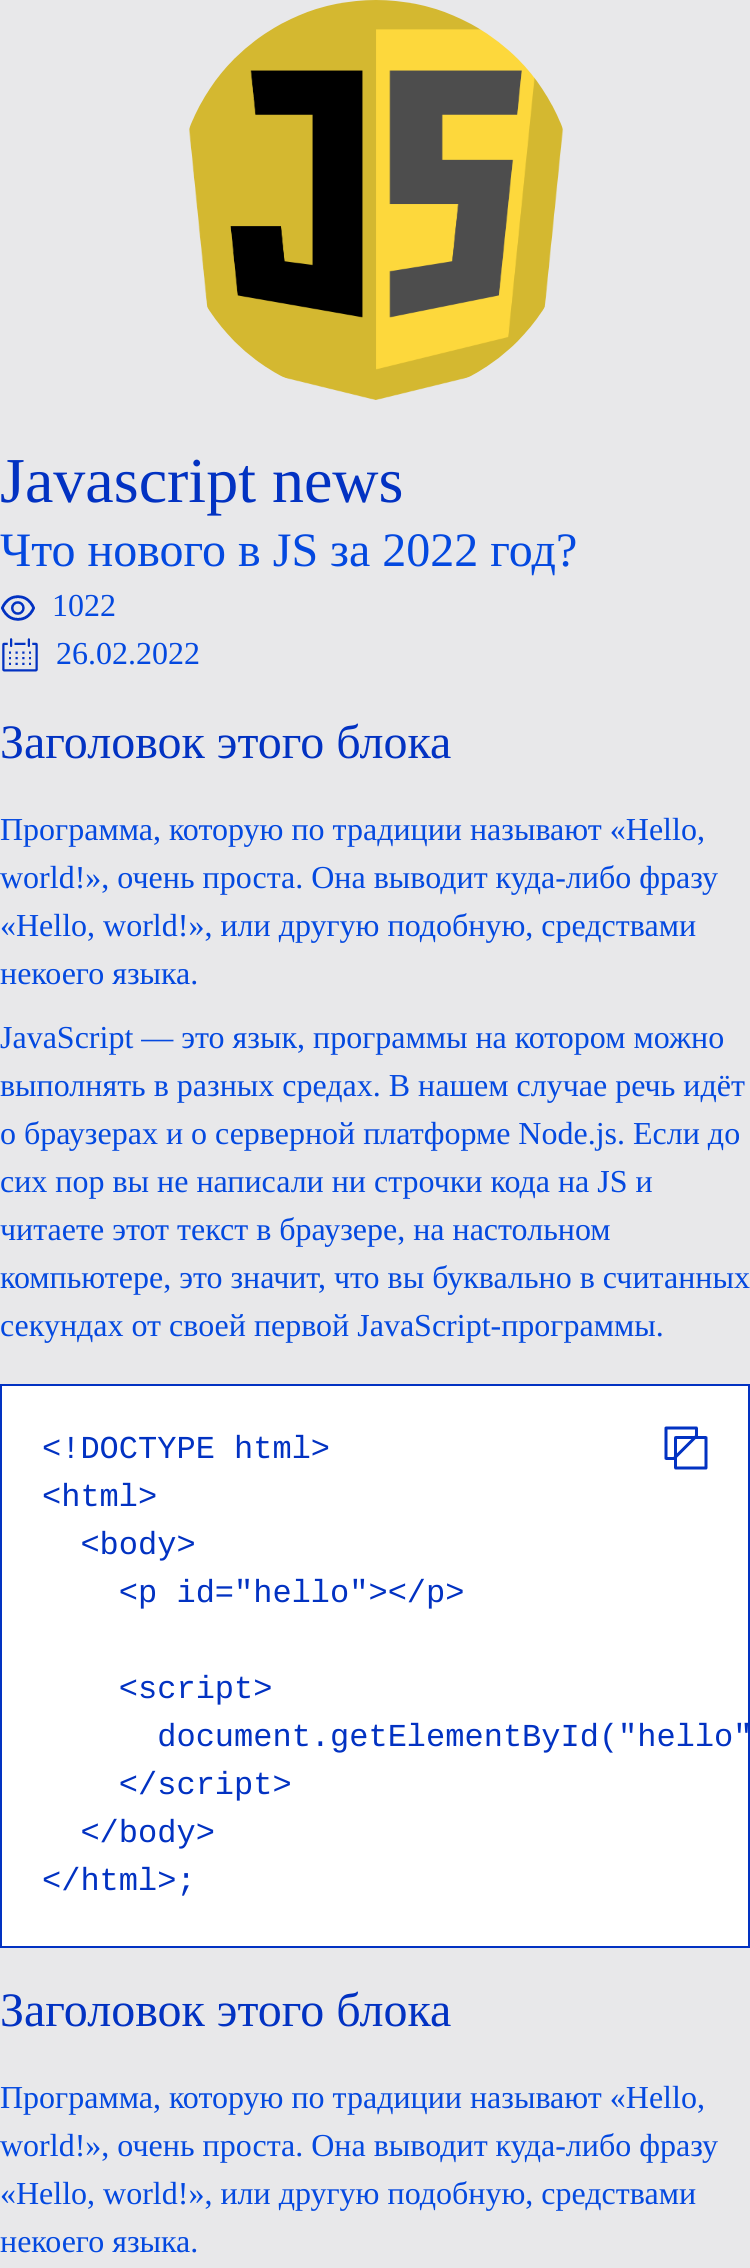 JS
Javascript news
Что нового в JS за 2022 год?
1022
26.02.2022
Заголовок этого блока
Программа, которую по традиции называют «Hello,
world!», очень проста. Она выводит куда-либо фразу
«Hello, world!», или другую подобную, средствами
некоего языка.
JavaScript — это язык, программы на котором можно
выполнять в разных средах. В нашем случае речь идёт
о браузерах и о серверной платформе Node.js. Если до
сих пор вы не написали ни строчки кода на JS и
читаете этот текст в браузере, на настольном
компьютере, это значит, что вы буквально в считанных
секундах от своей первой JavaScript-программы.
<!DOCTYPE html>
<html>
  <body>
    <p id="hello"></p>
    <script>
      document.getElementById("hello"
    </script>
  </body>
</html>;
Заголовок этого блока
Программа, которую по традиции называют «Hello,
world!», очень проста. Она выводит куда-либо фразу
«Hello, world!», или другую подобную, средствами
некоего языка.